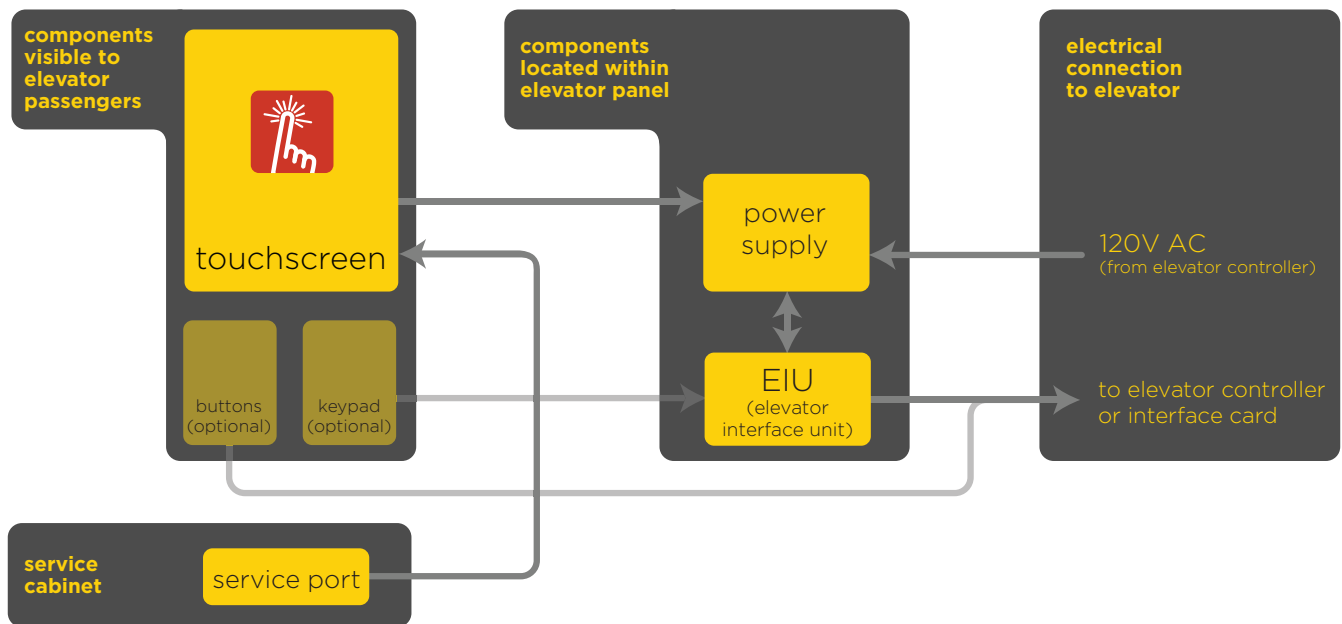 components
visible to
elevator
passengers
touchscreen
buttons
(optional)
keypad
(optional)
components
located within
elevator panel
power
supply
EIU
(elevator
interface unit)
electrical
connection
to elevator
120V AC
(from elevator controller)
to elevator controller
or interface card
service
cabinet
service port